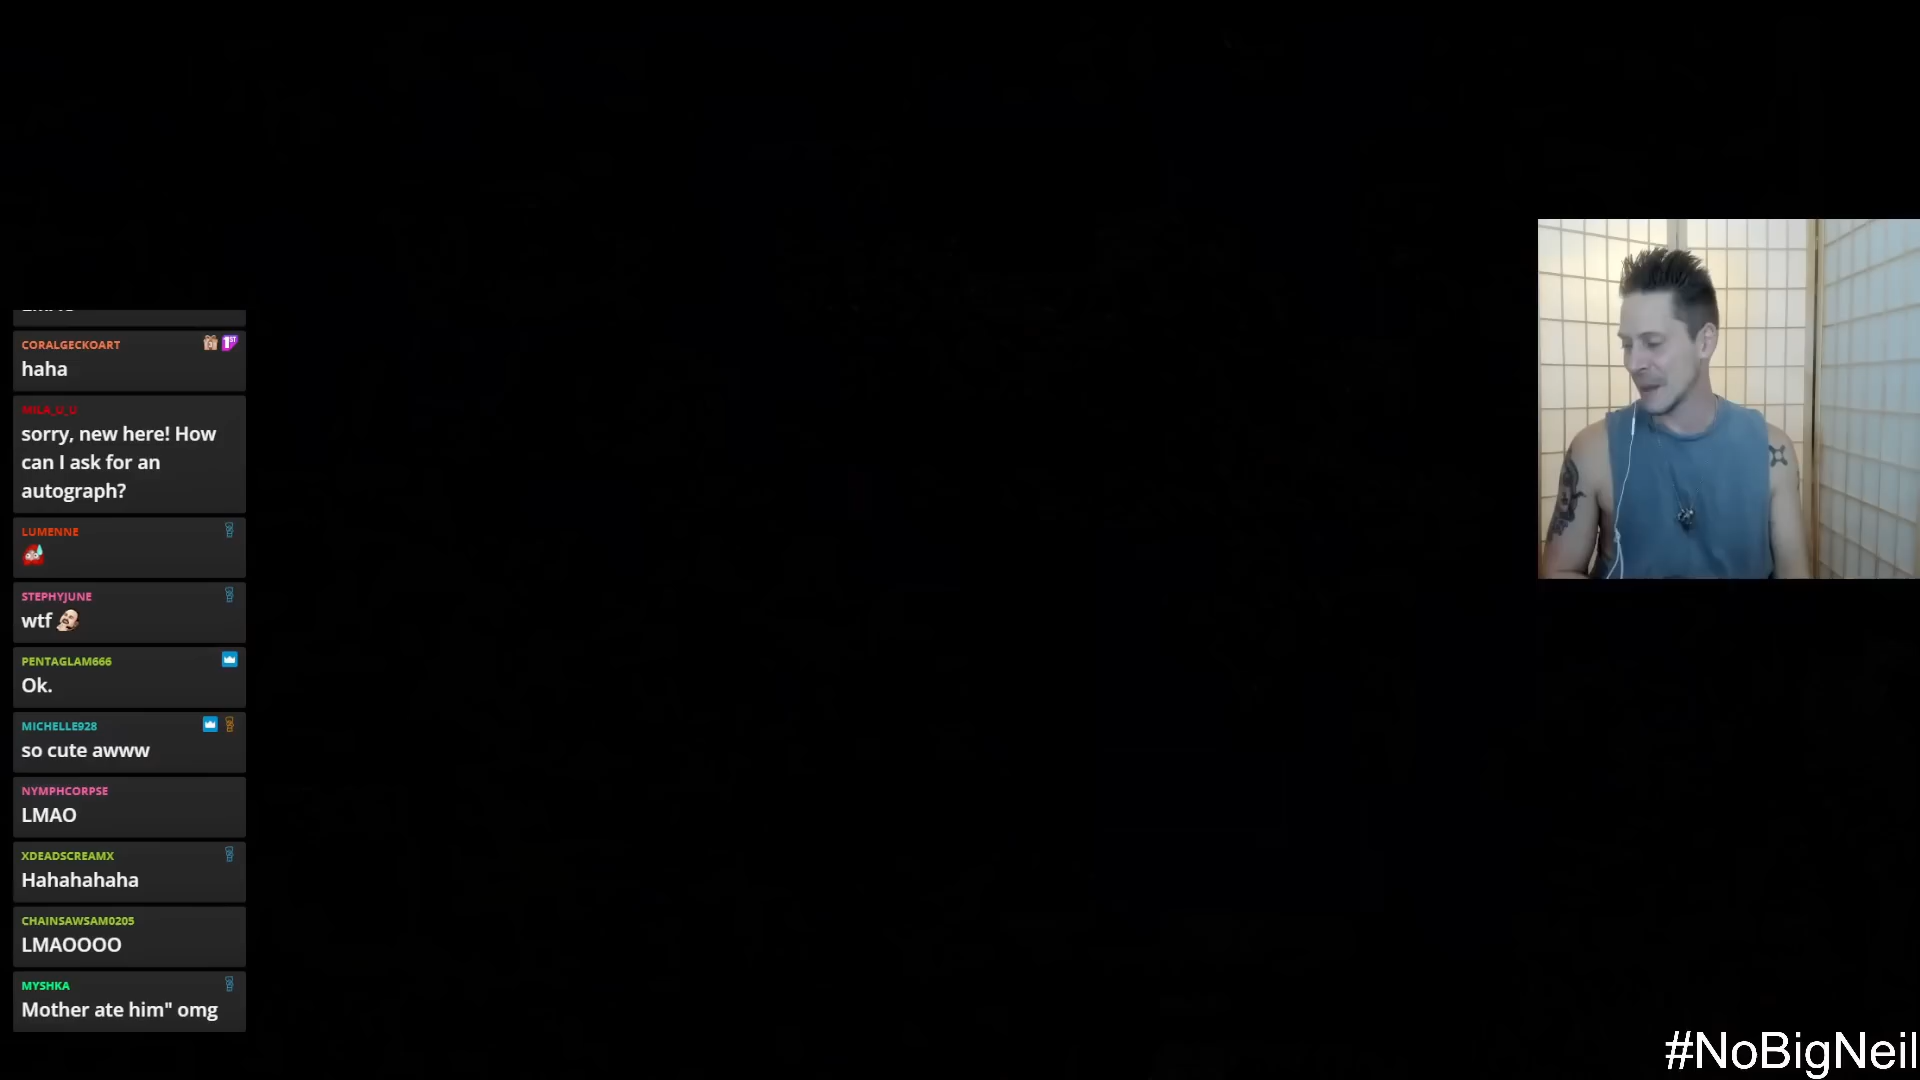 CORALGECKOART
haha
MILA_U_U
sorry, new here! How
can I ask for an
autograph?
LUMENNE
STEPHYJUNE
wtf
PENTAGLAM666
Ok.
MICHELLE928
so cute awww
NYMPHCORPSE
LMAO
XDEADSCREAMX
Hahahahaha
CHAINSAWSAM0205
LMAOOOO
MYSHKA
Mother ate him" omg
#NoBigNeil